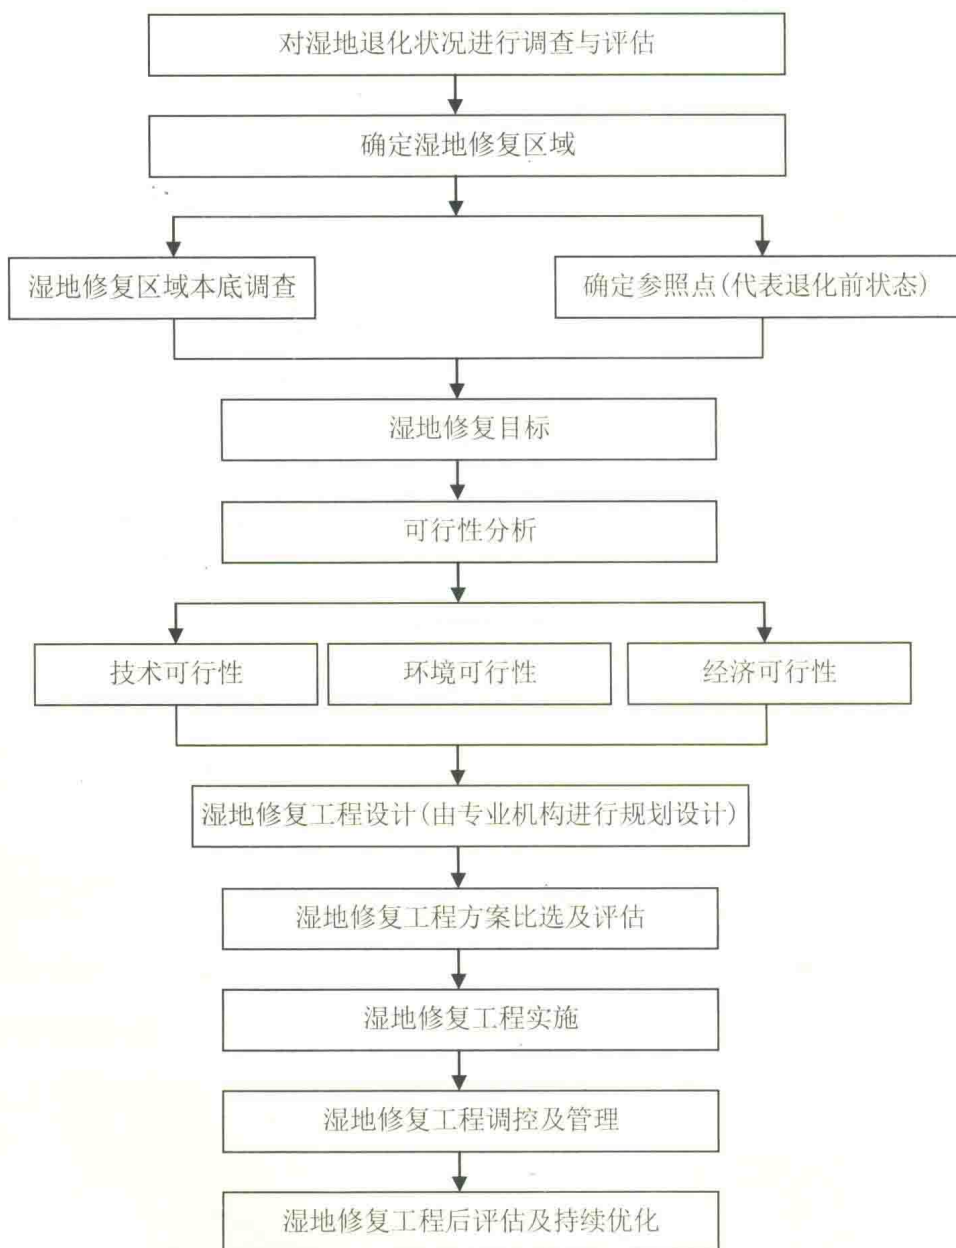 对湿地退化状况进行调查与评估
确定湿地修复区域
湿地修复区域本底调查
确定参照点(代表退化前状态)
湿地修复目标
可行性分析
技术可行性
环境可行性
经济可行性
湿地修复工程设计(由专业机构进行规划设计)
湿地修复工程方案比选及评估
湿地修复工程实施
湿地修复工程调控及管理
湿地修复工程后评估及持续优化